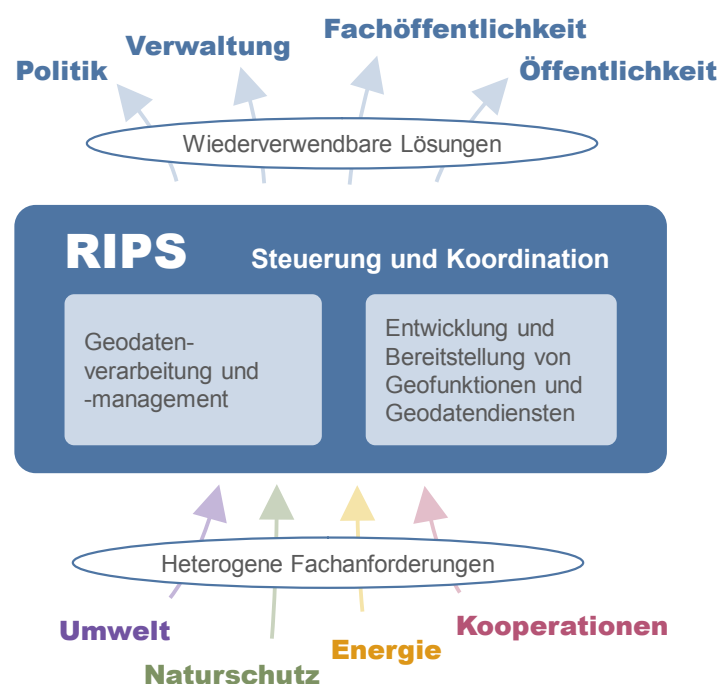 Fachöffentlichkeit
Verwaltung
Politik
Öffentlichkeit
Wiederverwendbare Lösungen
RIPS Steuerung und Koordination
Geodaten-
verarbeitung und
-management
Entwicklung und
Bereitstellung von
Geofunktionen und
Geodatendiensten
Heterogene Fachanforderungen
Umwelt
Naturschutz
Energie
Kooperationen